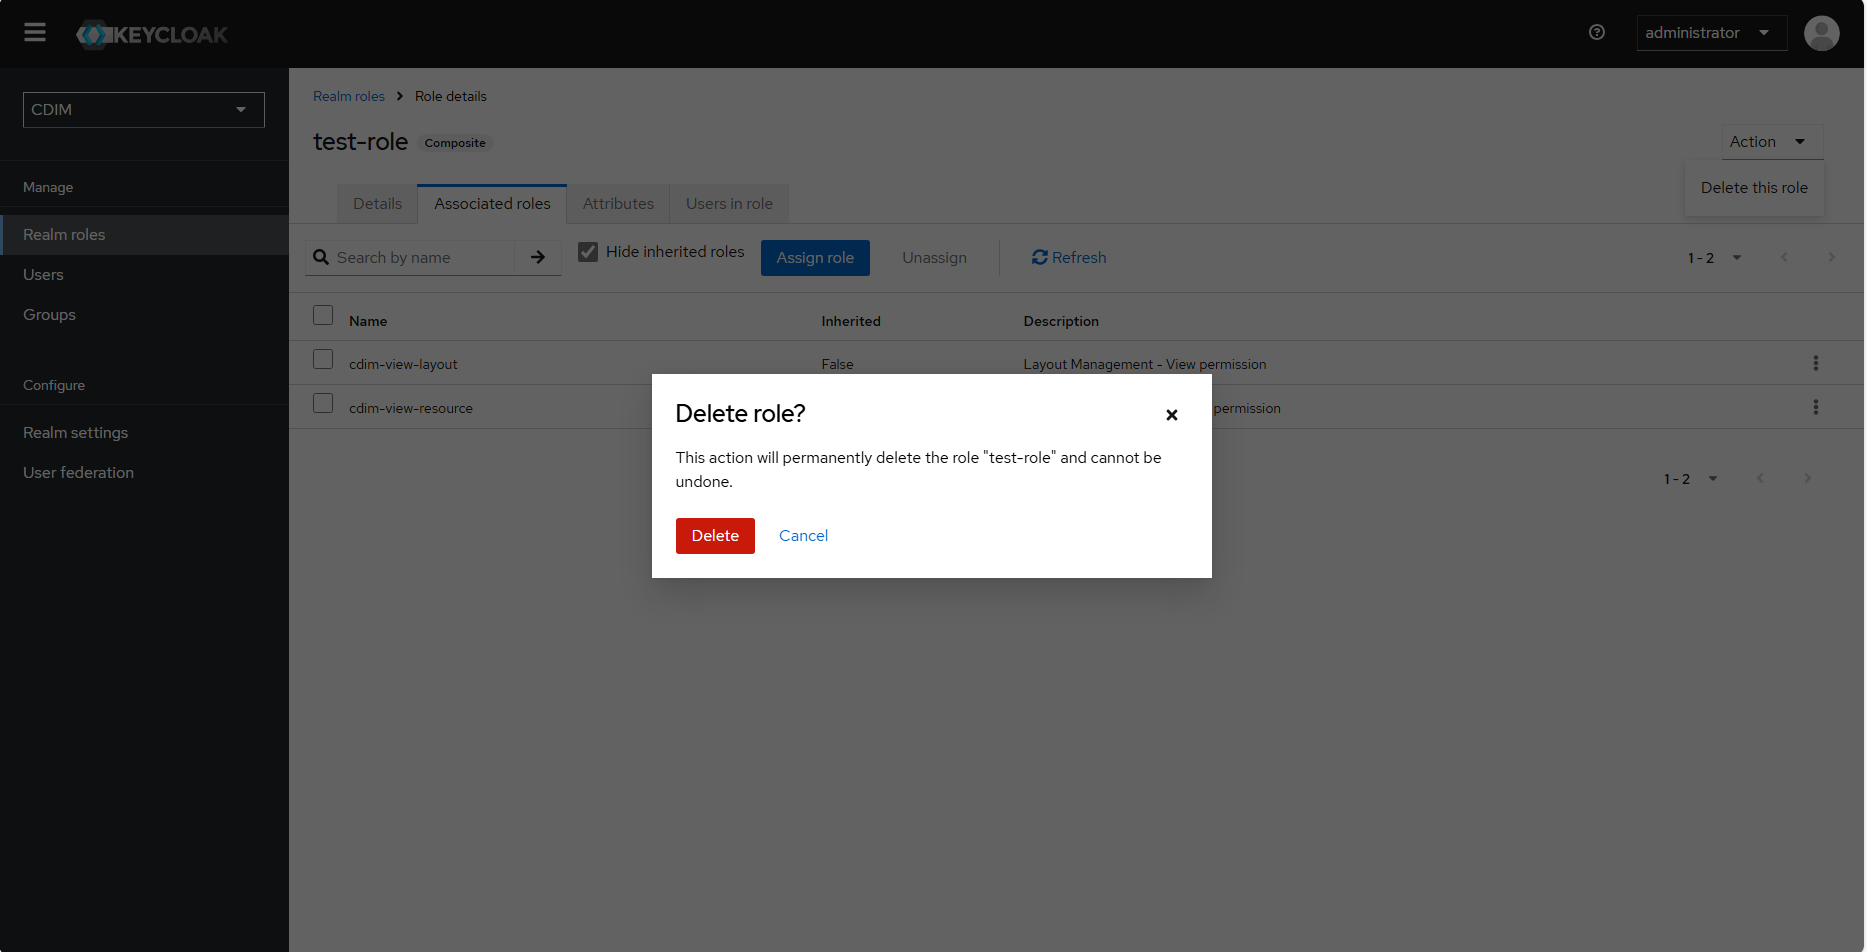 KEYCLOAK
administrator
CDIM
Manage
Realm roles
Users
Groups
Configure
Realm settings
User federation
Realm roles > Role details
test-role Composite
Action
Delete this role
Details Associated roles Attributes Users in role
Search by name Hide inherited roles Assign role Unassign Refresh 1 - 2
Name Inherited Description
cdim-view-layout False Layout Management - View permission
cdim-view-resource permission
1 - 2
Delete role?
This action will permanently delete the role "test-role" and cannot be
undone.
Delete Cancel